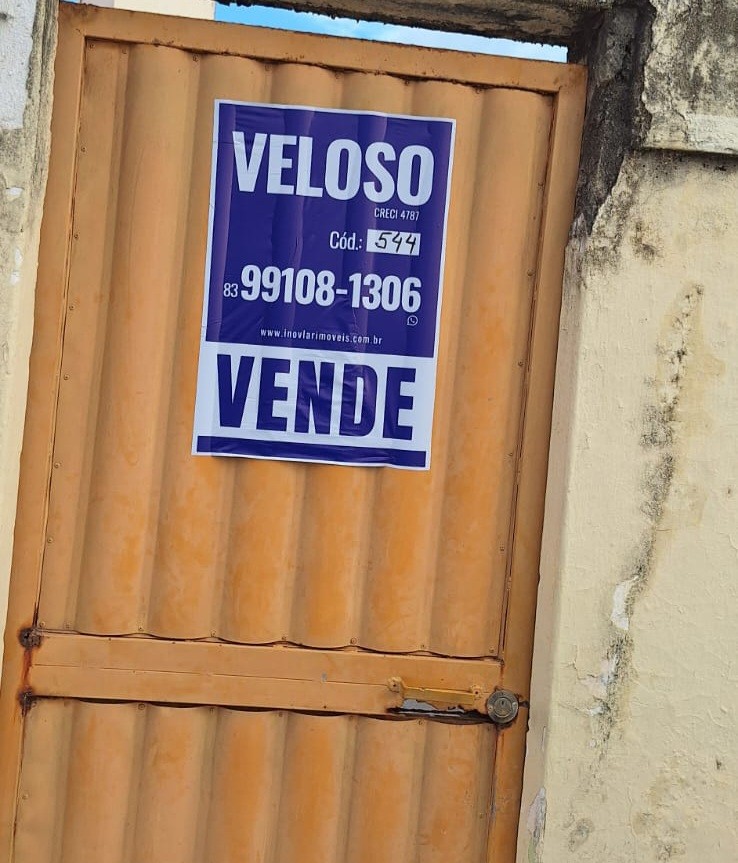 VELOSO
CRECI 4787
Cód.: 544
83 99108-1306
www.inovlarimoveis.com.br
VENDE